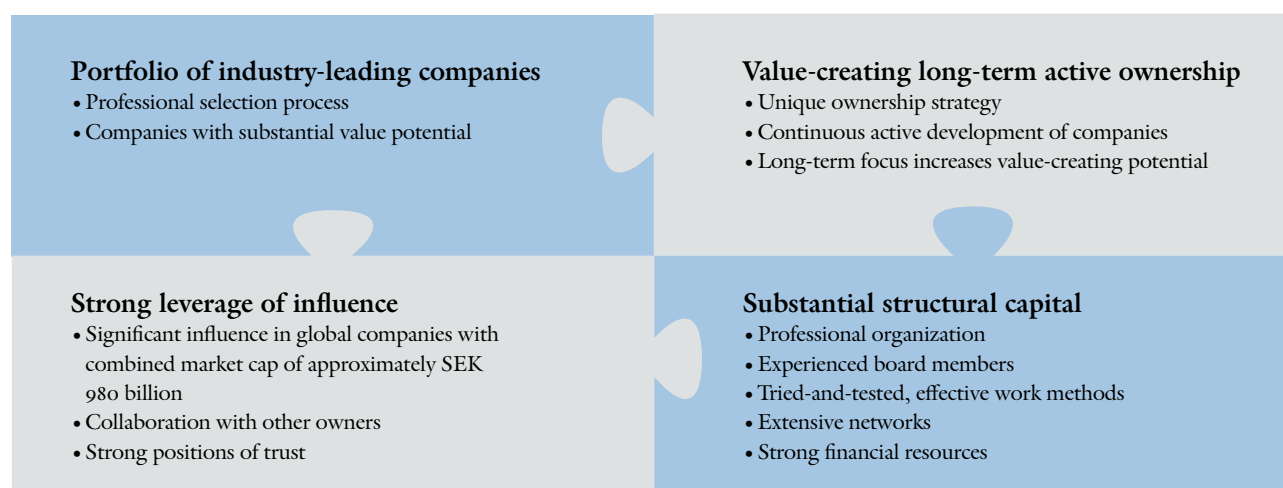 Portfolio of industry-leading companies
• Professional selection process
• Companies with substantial value potential
Value-creating long-term active ownership
• Unique ownership strategy
• Continuous active development of companies
• Long-term focus increases value-creating potential
Strong leverage of influence
• Significant influence in global companies with
combined market cap of approximately SEK
980 billion
• Collaboration with other owners
• Strong positions of trust
Substantial structural capital
• Professional organization
• Experienced board members
• Tried-and-tested, effective work methods
• Extensive networks
• Strong financial resources